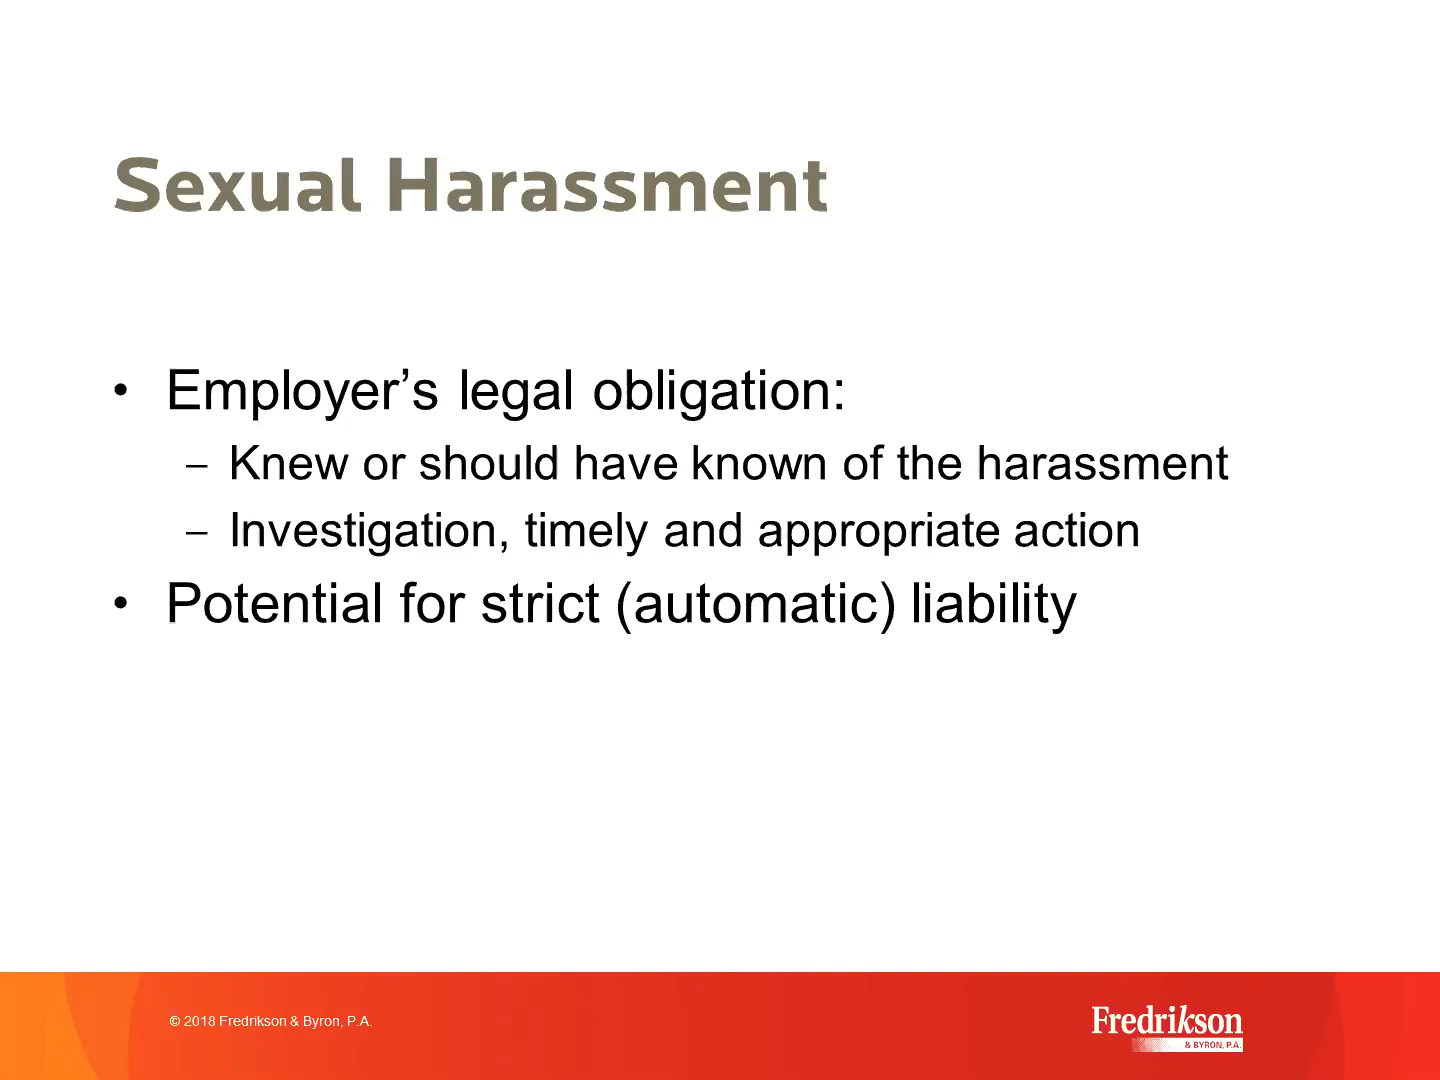 Sexual Harassment
• Employer’s legal obligation:
– Knew or should have known of the harassment
– Investigation, timely and appropriate action
• Potential for strict (automatic) liability
© 2018 Fredrikson & Byron, P.A.
Fredrikson
& BYRON, P.A.